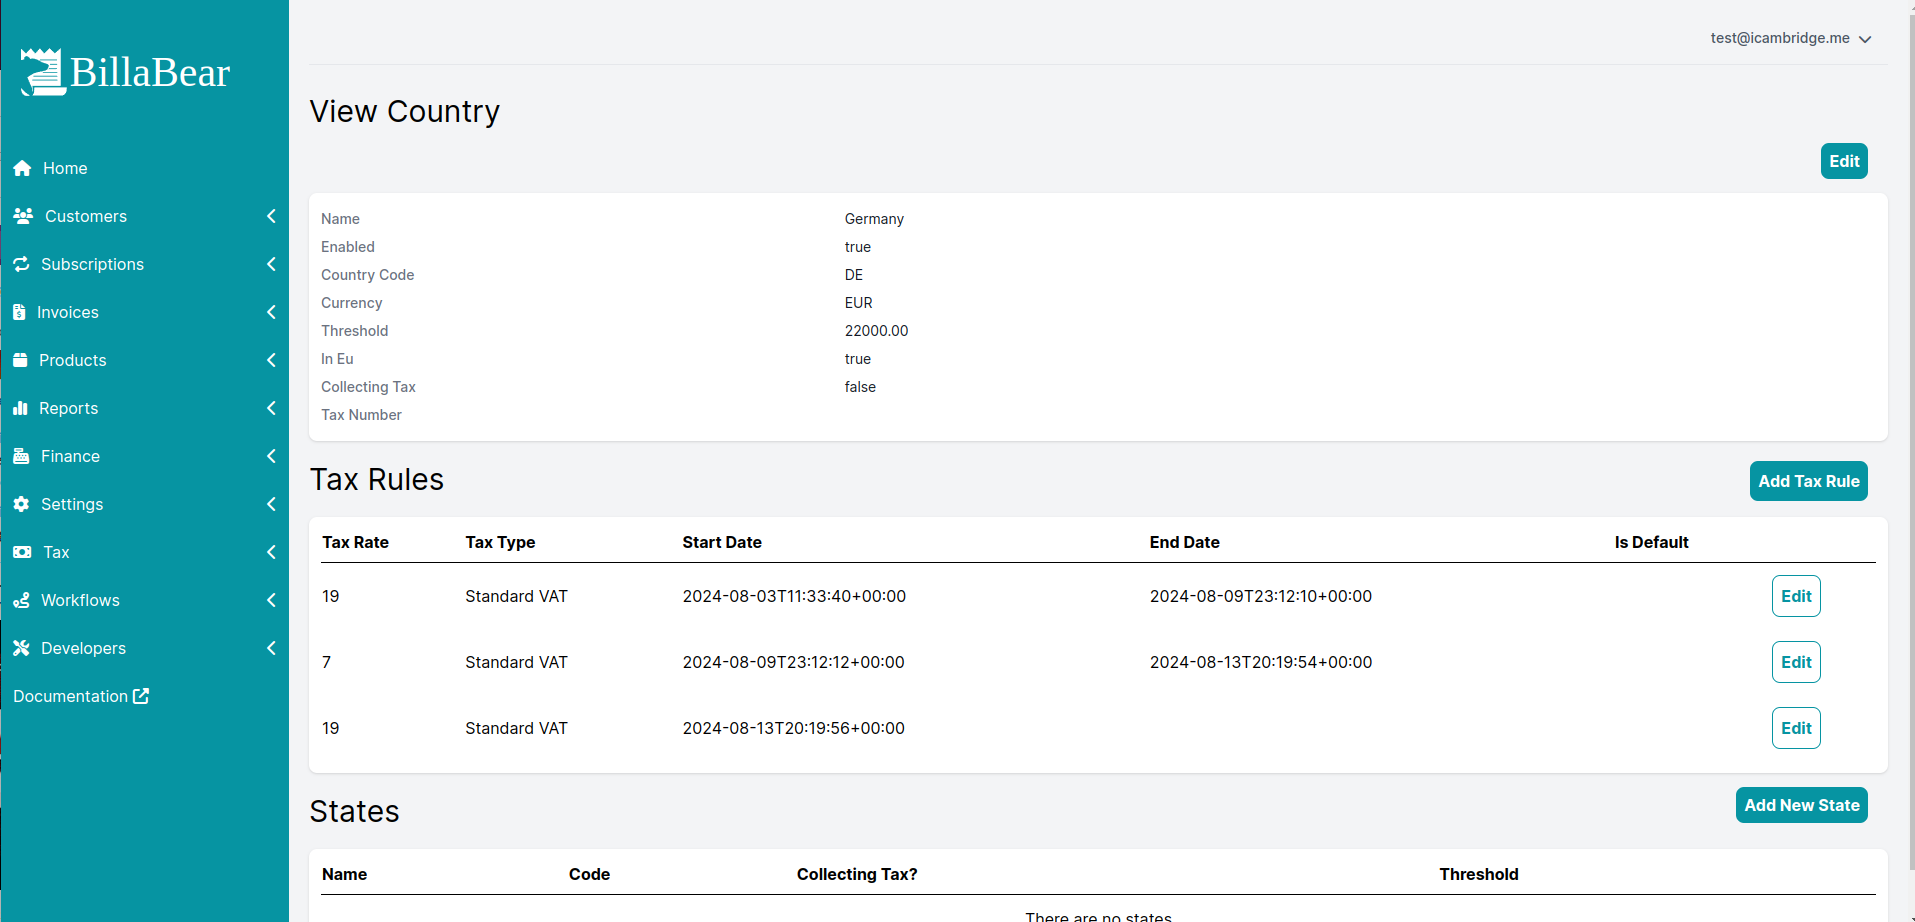 test@icambridge.me
BillaBear
Home
Customers
Subscriptions
Invoices
Products
Reports
Finance
Settings
Tax
Workflows
Developers
Documentation
View Country
Edit
Name Germany
Enabled true
Country Code DE
Currency EUR
Threshold 22000.00
In Eu true
Collecting Tax false
Tax Number
Tax Rules
Add Tax Rule
Tax Rate Tax Type Start Date End Date Is Default
19 Standard VAT 2024-08-03T11:33:40+00:00 2024-08-09T23:12:10+00:00 Edit
7 Standard VAT 2024-08-09T23:12:12+00:00 2024-08-13T20:19:54+00:00 Edit
19 Standard VAT 2024-08-13T20:19:56+00:00 Edit
States
Add New State
Name Code Collecting Tax? Threshold
There are no states